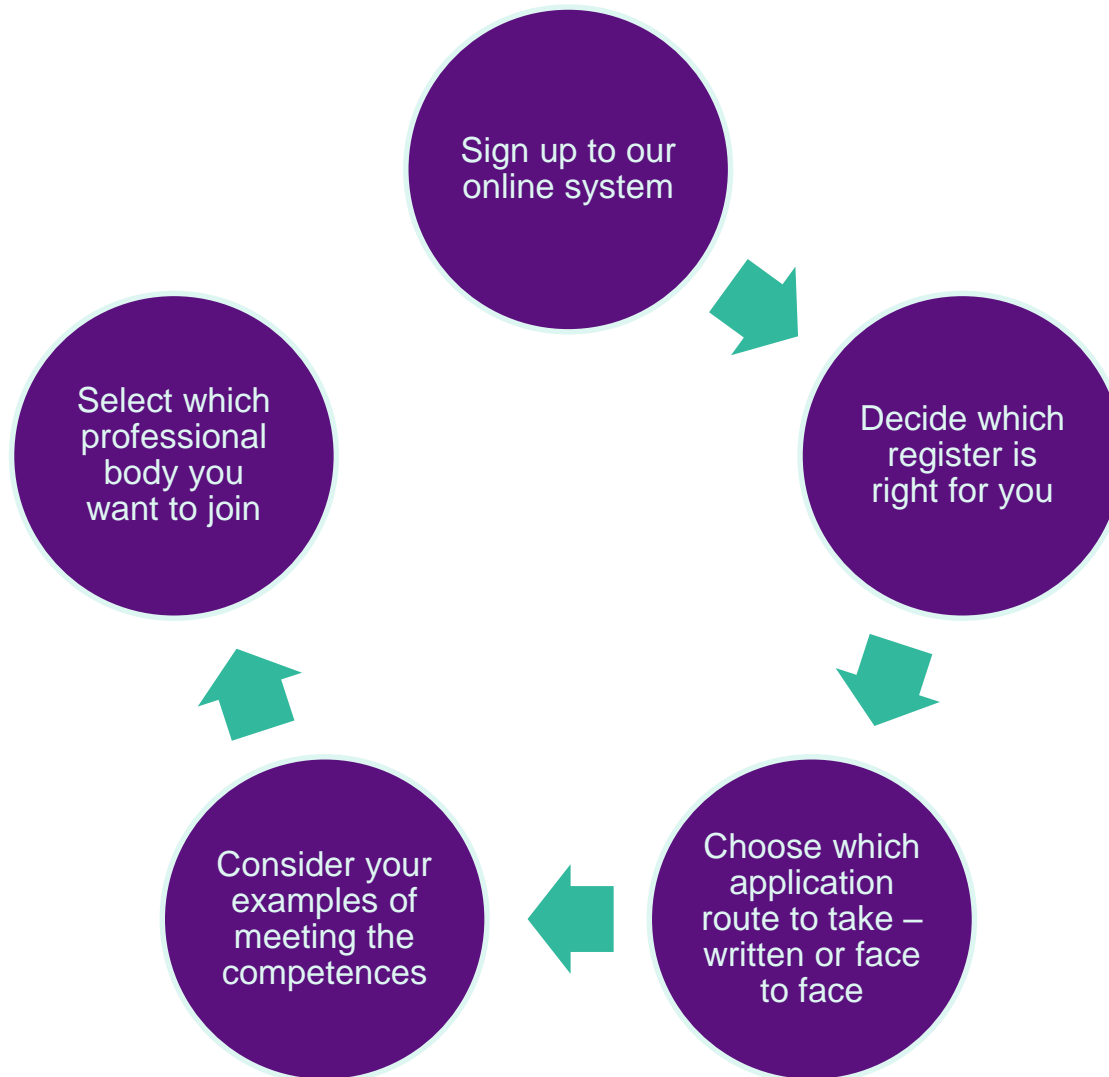 Sign up to our
online system
Decide which
register is
right for you
Choose which
application
route to take –
written or face
to face
Consider your
examples of
meeting the
competences
Select which
professional
body you
want to join